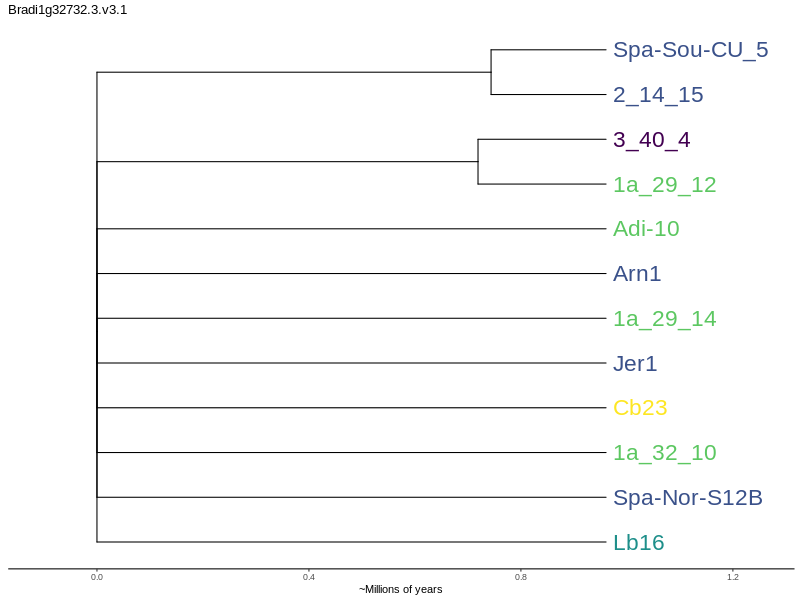 Bradi1g32732.3.v3.1
Spa-Sou-CU_5
2_14_15
3_40_4
1a_29_12
Adi-10
Arn1
1a_29_14
Jer1
Cb23
1a_32_10
Spa-Nor-S12B
Lb16
0.0 0.4 0.8 1.2
~Millions of years